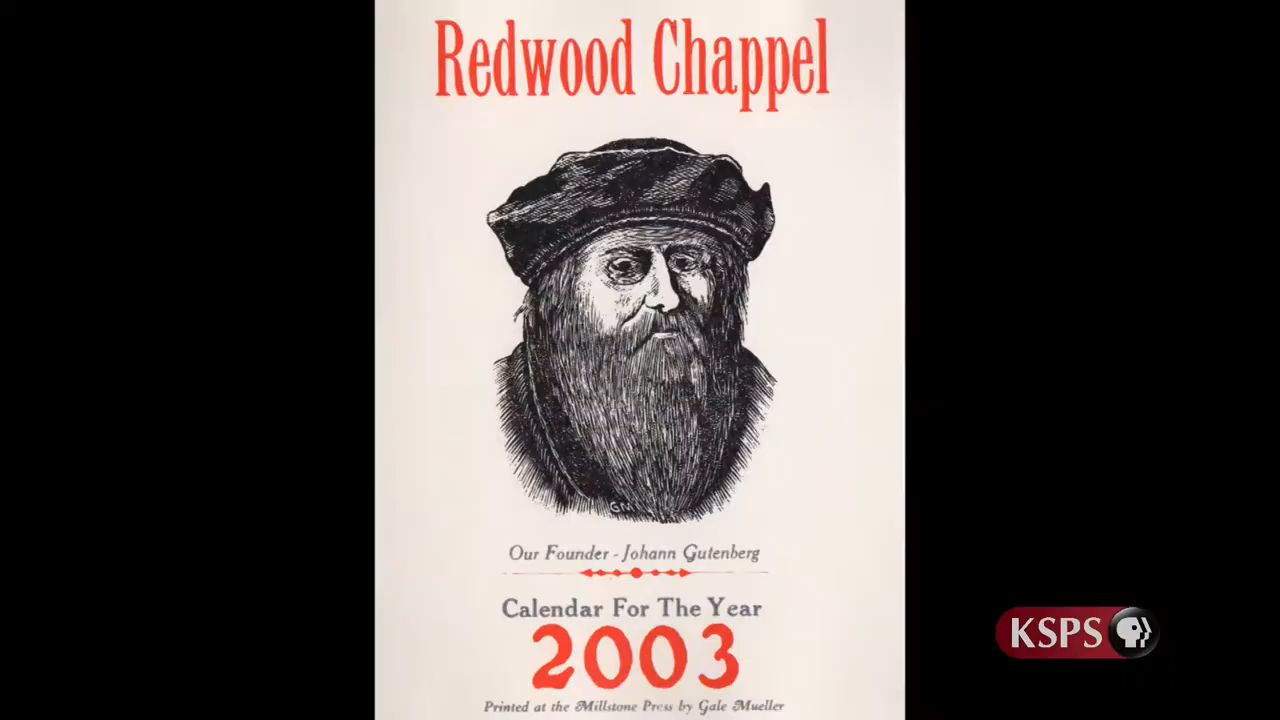 Redwood Chappel
GM
Our Founder - Johann Gutenberg
Calendar For The Year
2003
Printed at the Millstone Press by Gale Mueller
KSPS